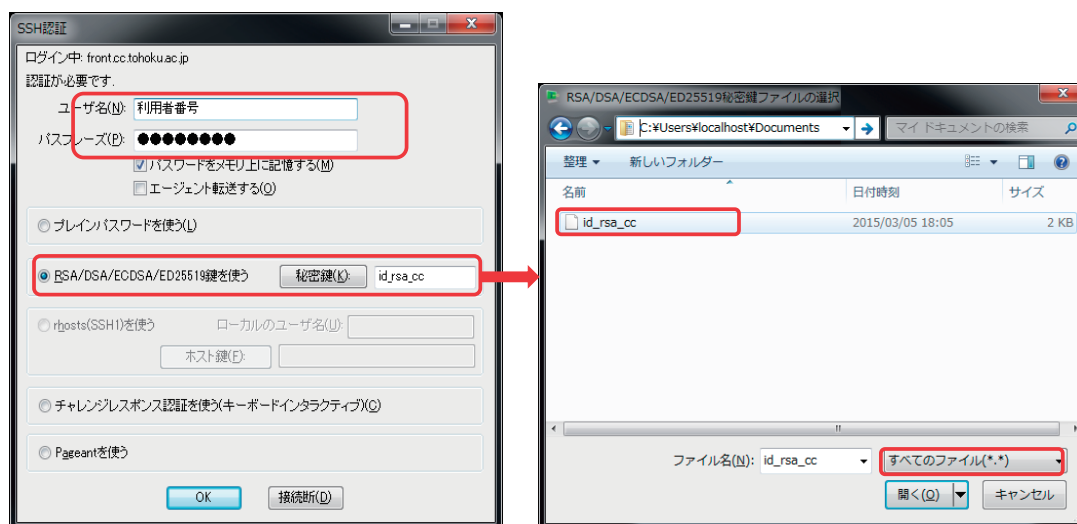 SSH認証
ログイン中: front.cc.tohoku.ac.jp
認証が必要です.
ユーザ名(N): 利用者番号
パスフレーズ(P): ●●●●●●●●
パスワードをメモリ上に記憶する(M)
エージェント転送する(O)
プレインパスワードを使う(L)
RSA/DSA/ECDSA/ED25519鍵を使う 秘密鍵(K): id_rsa_cc
rhosts(SSH1)を使う ローカルのユーザ名(U):
ホスト鍵(F):
チャレンジレスポンス認証を使う(キーボードインタラクティブ)(C)
Pageantを使う
OK 接続断(D)
RSA/DSA/ECDSA/ED25519秘密鍵ファイルの選択
C:¥Users¥localhost¥Documents マイ ドキュメントの検索
整理 新しいフォルダー
名前 日付時刻 サイズ
id_rsa_cc 2015/03/05 18:05 2 KB
ファイル名(N): id_rsa_cc すべてのファイル(*.*)
開く(O) キャンセル